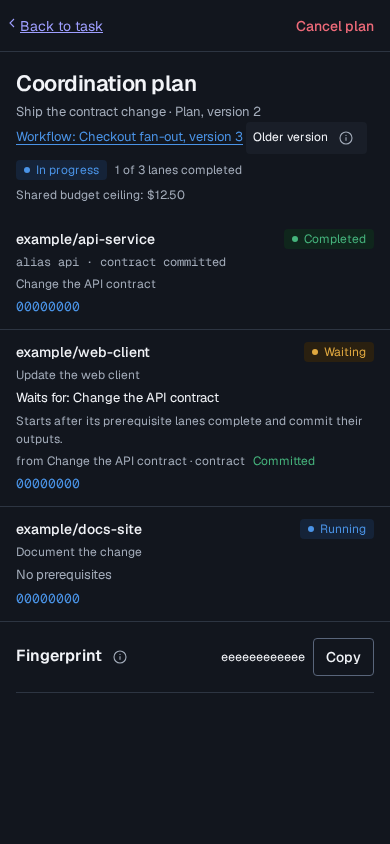 Back to task
Cancel plan
Coordination plan
Ship the contract change · Plan, version 2
Workflow: Checkout fan-out, version 3
Older version
In progress
1 of 3 lanes completed
Shared budget ceiling: $12.50
example/api-service
Completed
alias api · contract committed
Change the API contract
00000000
example/web-client
Waiting
Update the web client
Waits for: Change the API contract
Starts after its prerequisite lanes complete and commit their
outputs.
from Change the API contract · contract Committed
00000000
example/docs-site
Running
Document the change
No prerequisites
00000000
Fingerprint
eeeeeeeeeeee
Copy